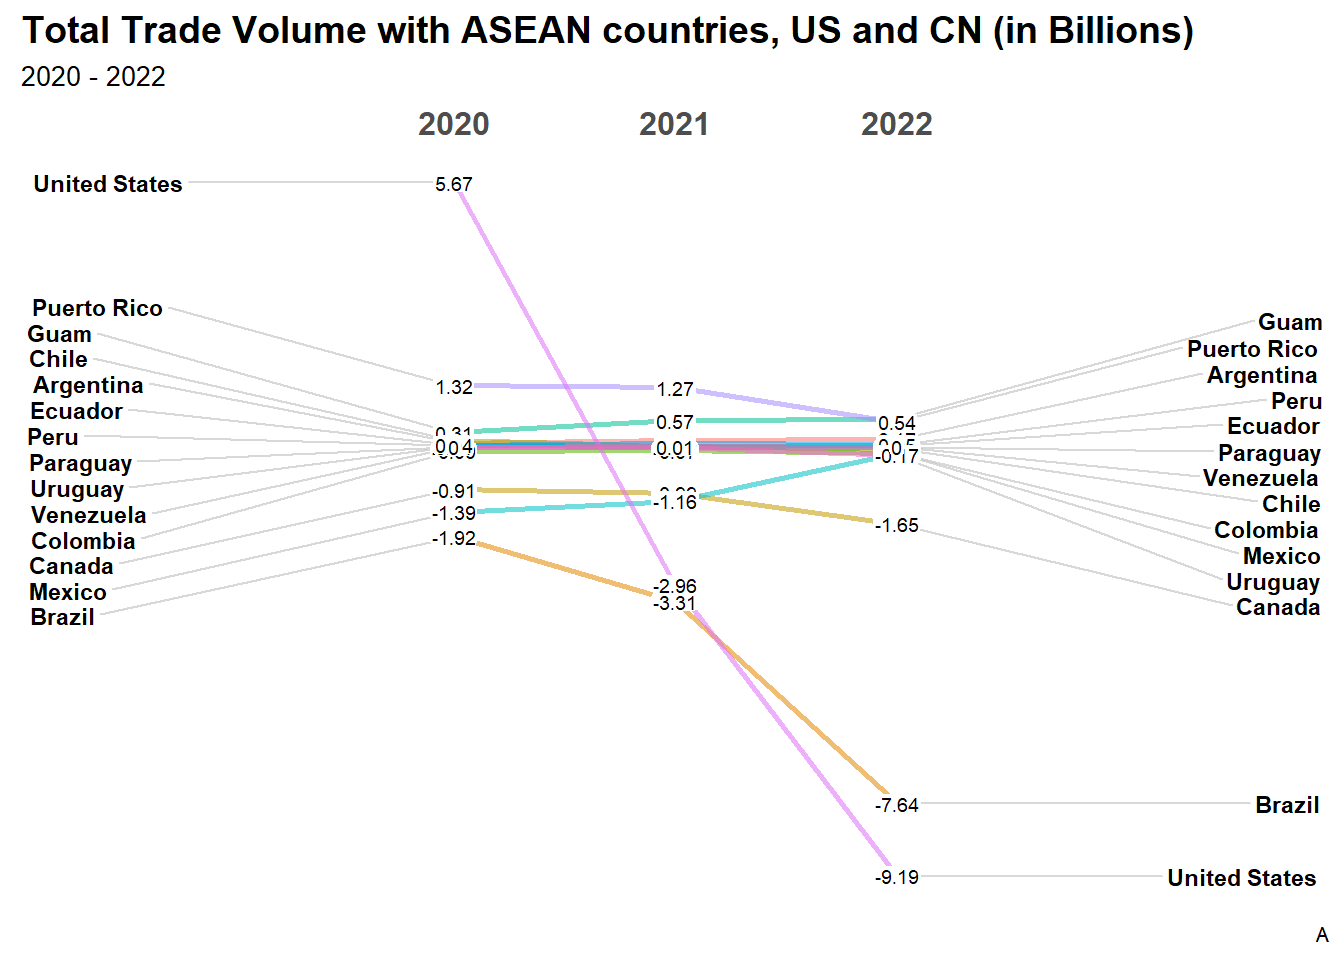 Total Trade Volume with ASEAN countries, US and CN (in Billions)
2020 - 2022
2020 2021 2022
United States
5.67
Puerto Rico
Guam
Chile
Argentina
Ecuador
Peru
Paraguay
Uruguay
Venezuela
Colombia
Canada
Mexico
Brazil
1.32
0.31
-0.91
-1.39
-1.92
1.27
0.57
0.01
-1.16
-2.96
-3.31
0.54
-0.17
-1.65
-7.64
-9.19
Guam
Puerto Rico
Argentina
Peru
Ecuador
Paraguay
Venezuela
Chile
Colombia
Mexico
Uruguay
Canada
Brazil
United States
A